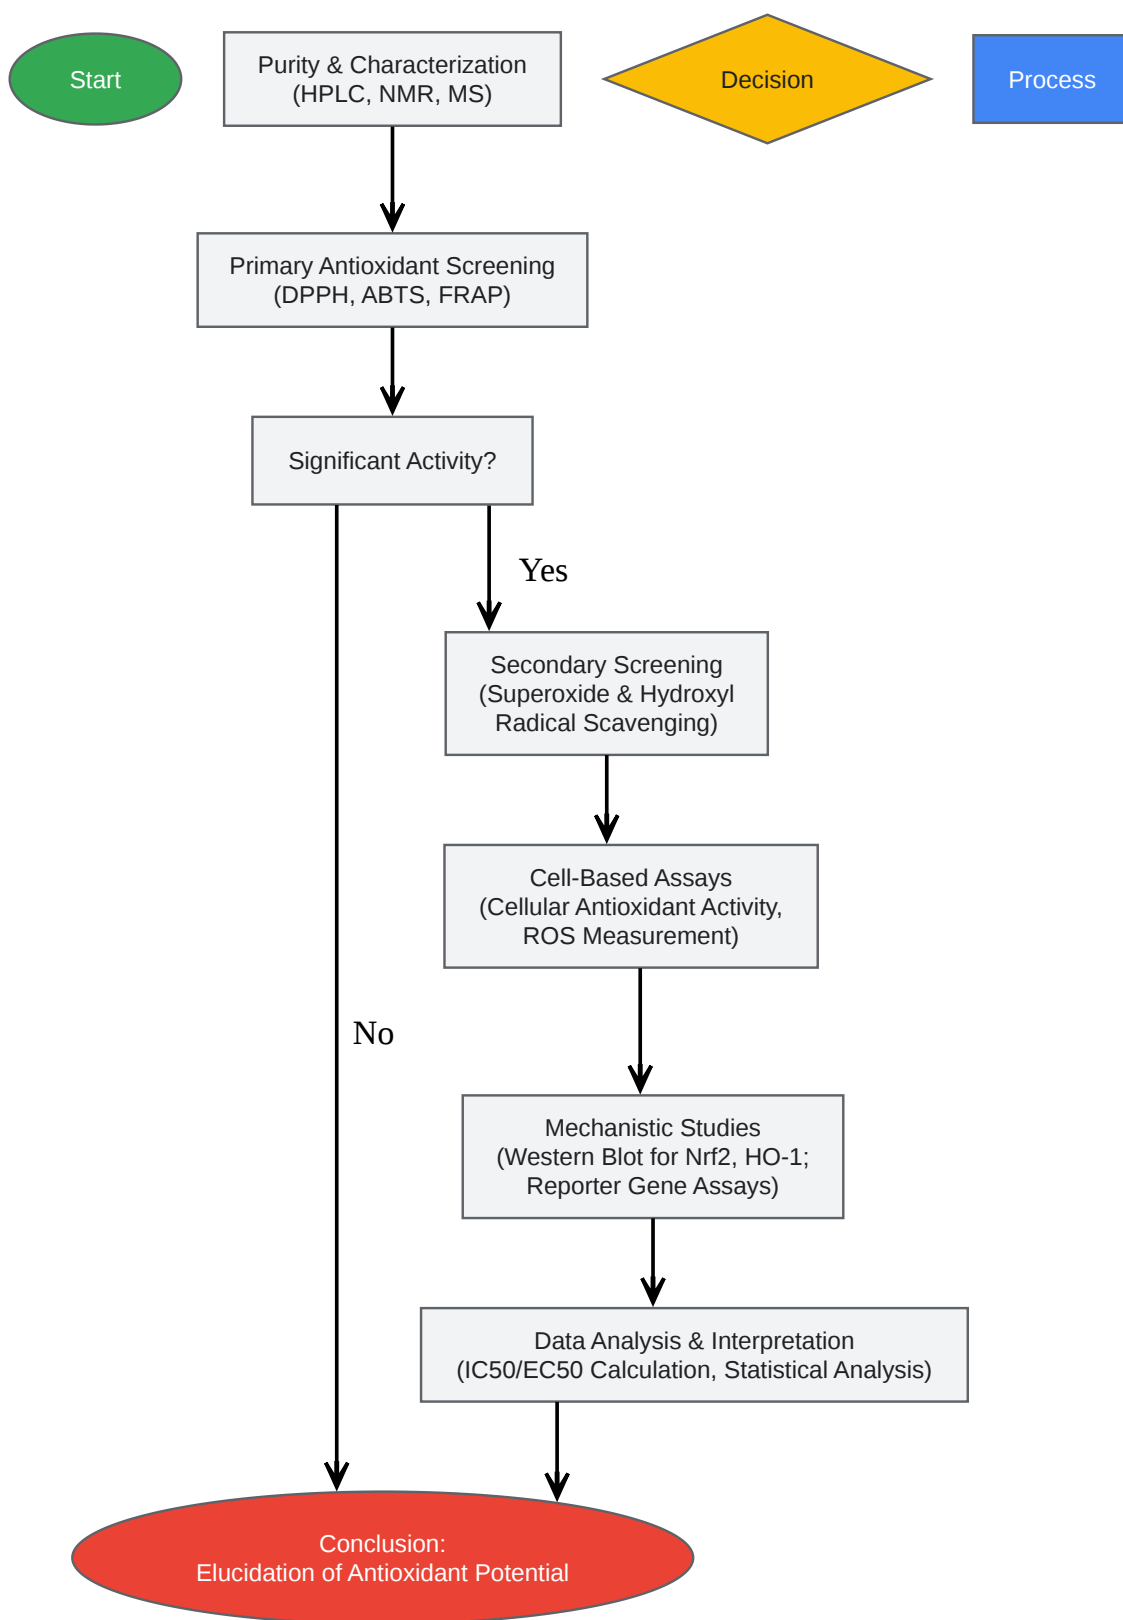 Start
Purity & Characterization
(HPLC, NMR, MS)
Decision
Process
Primary Antioxidant Screening
(DPPH, ABTS, FRAP)
Significant Activity?
Yes
Secondary Screening
(Superoxide & Hydroxyl
Radical Scavenging)
Cell-Based Assays
(Cellular Antioxidant Activity,
ROS Measurement)
No
Mechanistic Studies
(Western Blot for Nrf2, HO-1;
Reporter Gene Assays)
Data Analysis & Interpretation
(IC50/EC50 Calculation, Statistical Analysis)
Conclusion:
Elucidation of Antioxidant Potential